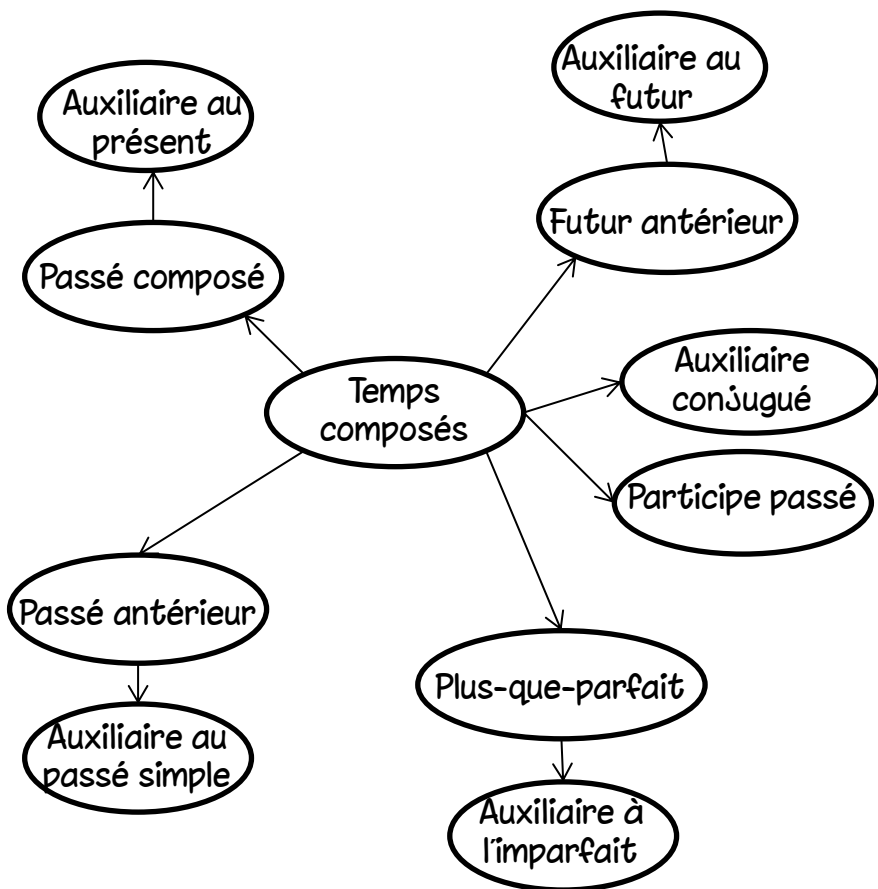 Auxiliaire au
futur
Auxiliaire au
présent
Futur antérieur
Passé composé
Auxiliaire
conjugué
Temps
composés
Participe passé
Passé antérieur
Plus-que-parfait
Auxiliaire au
passé simple
Auxiliaire à
l'imparfait